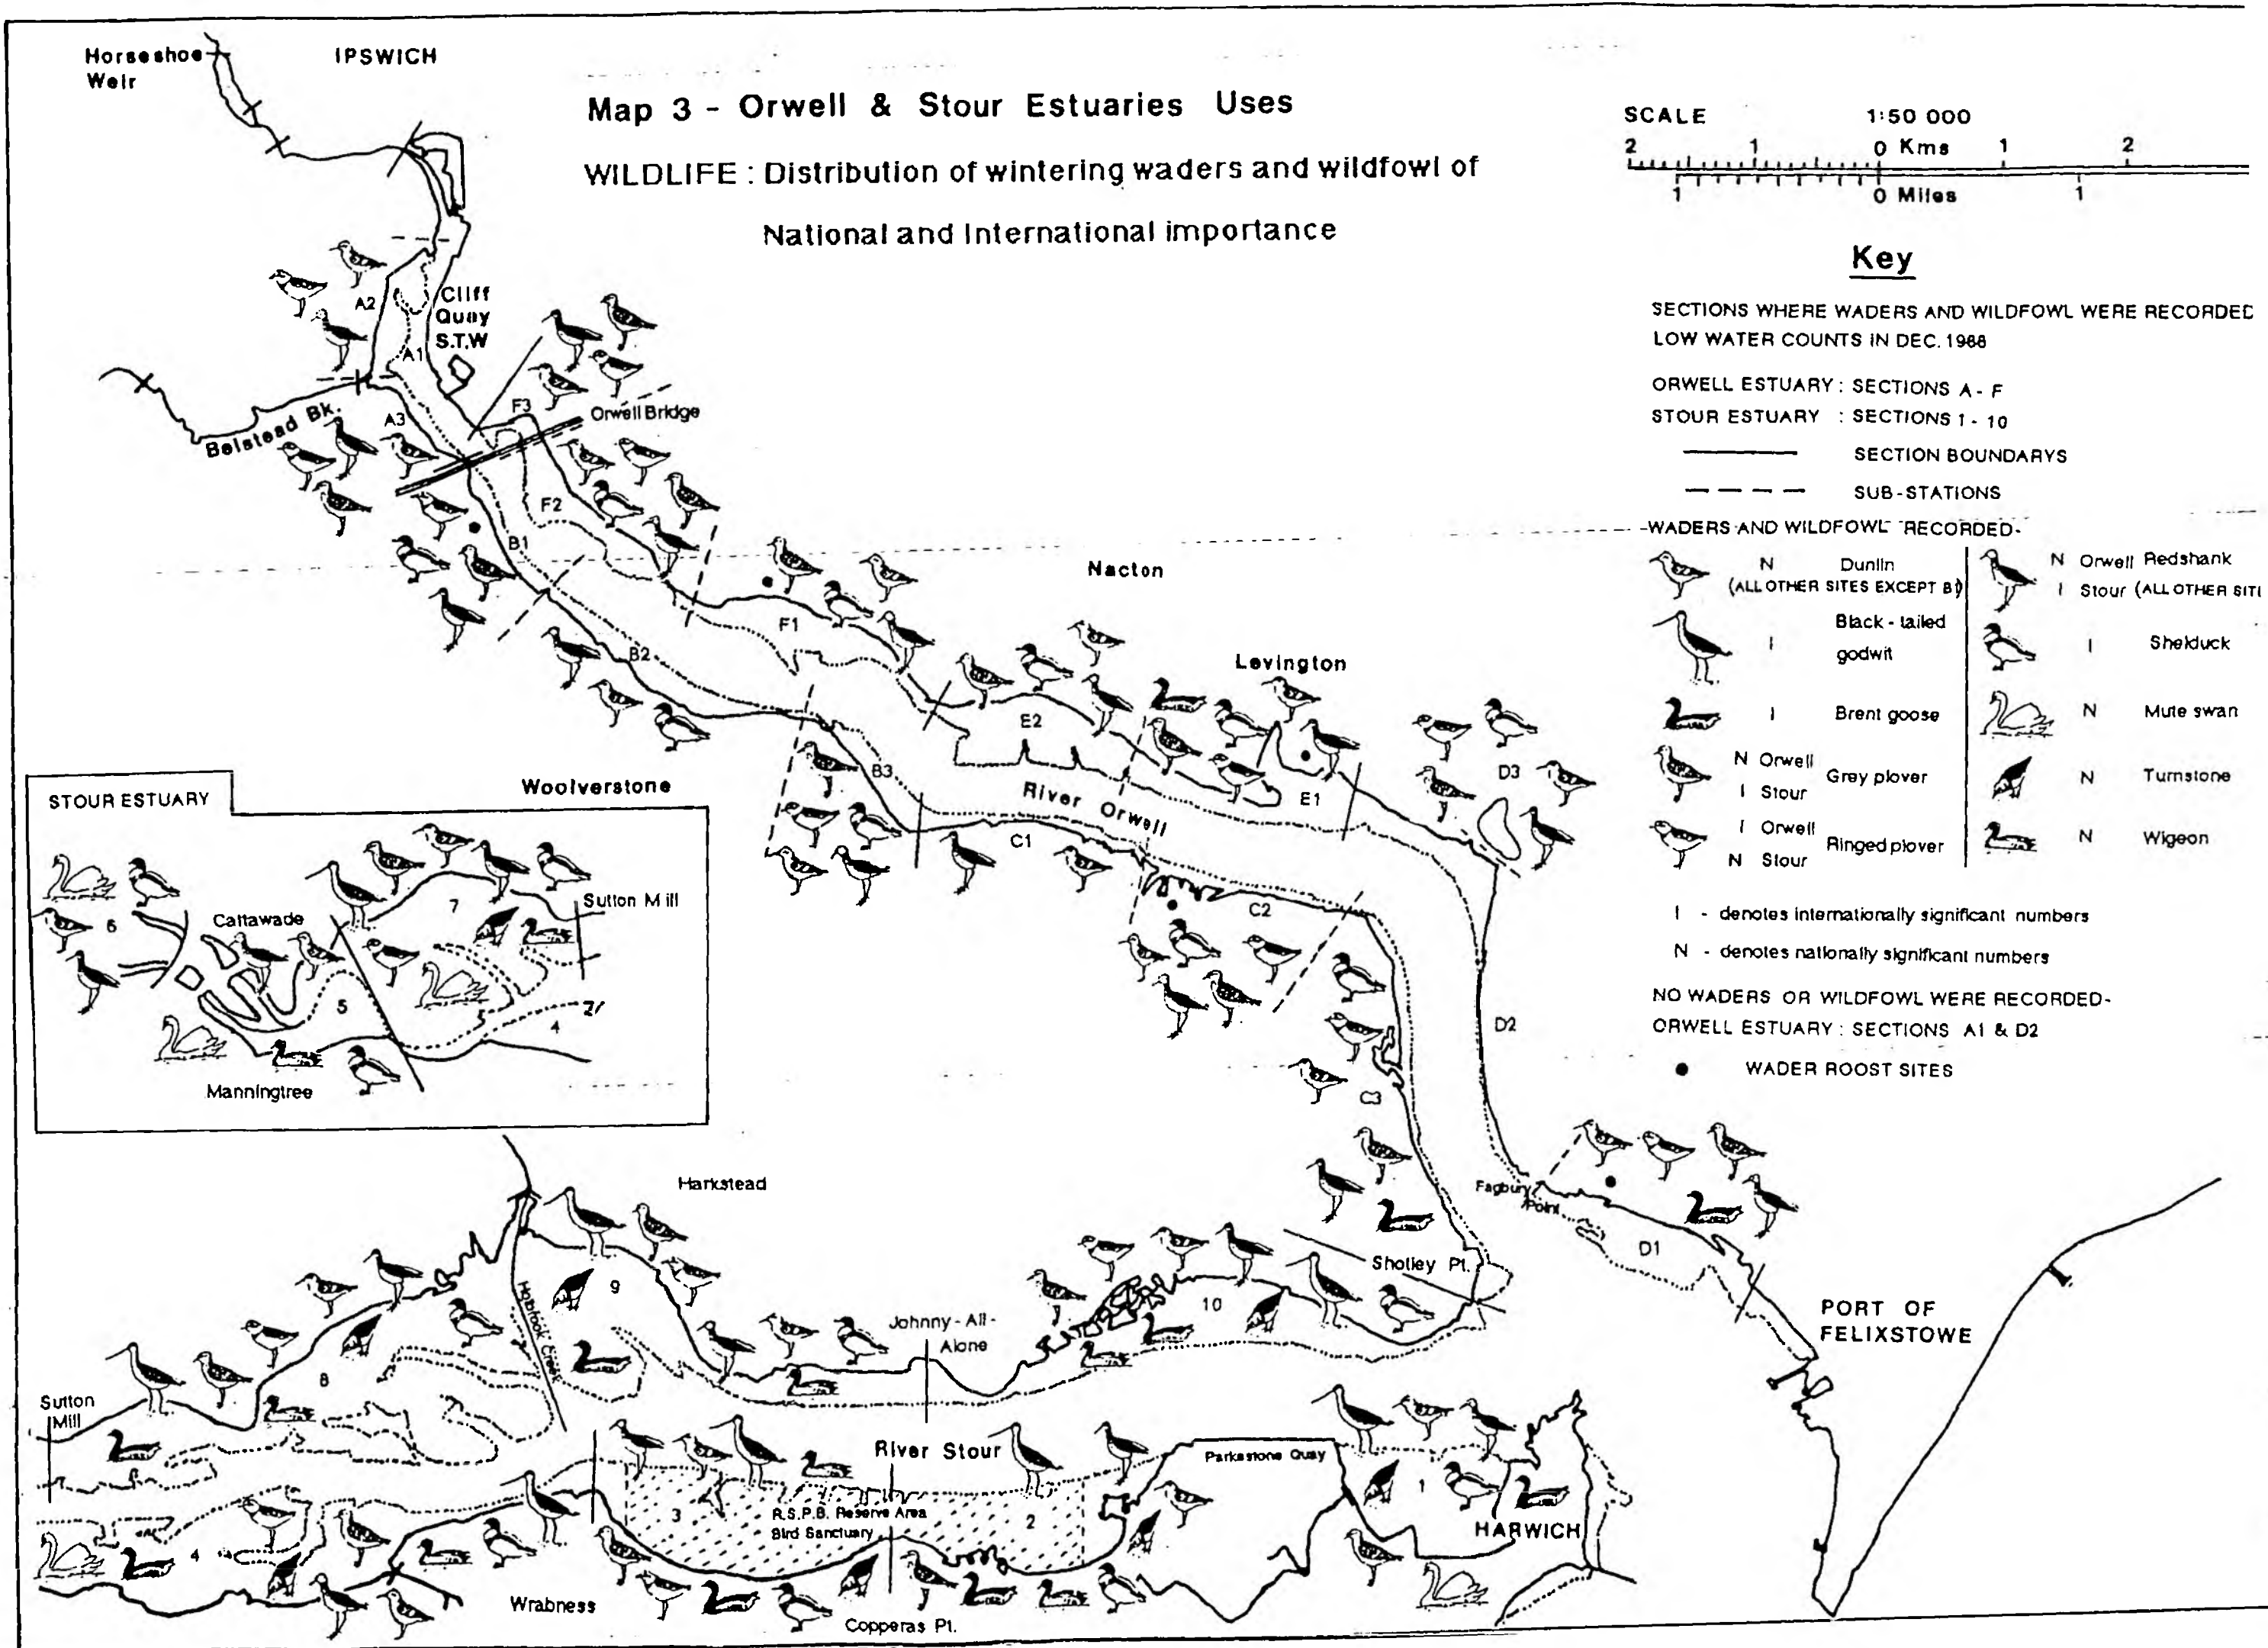 Horseshoe
Weir
IPSWICH
Map 3 - Orwell & Stour Estuaries Uses
WILDLIFE : Distribution of wintering waders and wildfowl of
National and International importance
SCALE 1:50 000
2 1 0 Kms 1 2
1 0 Miles 1
Key
SECTIONS WHERE WADERS AND WILDFOWL WERE RECORDED
LOW WATER COUNTS IN DEC. 1988
ORWELL ESTUARY : SECTIONS A - F
STOUR ESTUARY : SECTIONS 1 - 10
SECTION BOUNDARYS
SUB-STATIONS
WADERS AND WILDFOWL RECORDED-
N Dunlin
(ALL OTHER SITES EXCEPT B1)
I Black-tailed
godwit
I Brent goose
N Orwell
I Stour
Grey plover
I Orwell
N Stour
Ringed plover
N Orwell Redshank
I Stour (ALL OTHER SITE
I Shelduck
N Mute swan
N Turnstone
N Wigeon
I - denotes internationally significant numbers
N - denotes nationally significant numbers
NO WADERS OR WILDFOWL WERE RECORDED-
ORWELL ESTUARY : SECTIONS A1 & D2
WADER ROOST SITES
A2
Cliff
Quay
S.T.W
A1
F3
Orwell Bridge
Belstead Bk.
A3
F2
B1
Nacton
F1
B2
Levington
E2
D3
B3
River Orwell
E1
C1
C2
D2
C3
Woolverstone
STOUR ESTUARY
6
Cattawade
7
Sutton Mill
5
4
Manningtree
Harkstead
Fagbury
Point
D1
Shotley Pt.
PORT OF
FELIXSTOWE
9
Holbrook Creek
10
Johnny-All-
Alone
8
Sutton
Mill
River Stour
Parkestone Quay
1
3
R.S.P.B. Reserve Area
Bird Sanctuary
2
HARWICH
4
Wrabness
Copperas Pt.